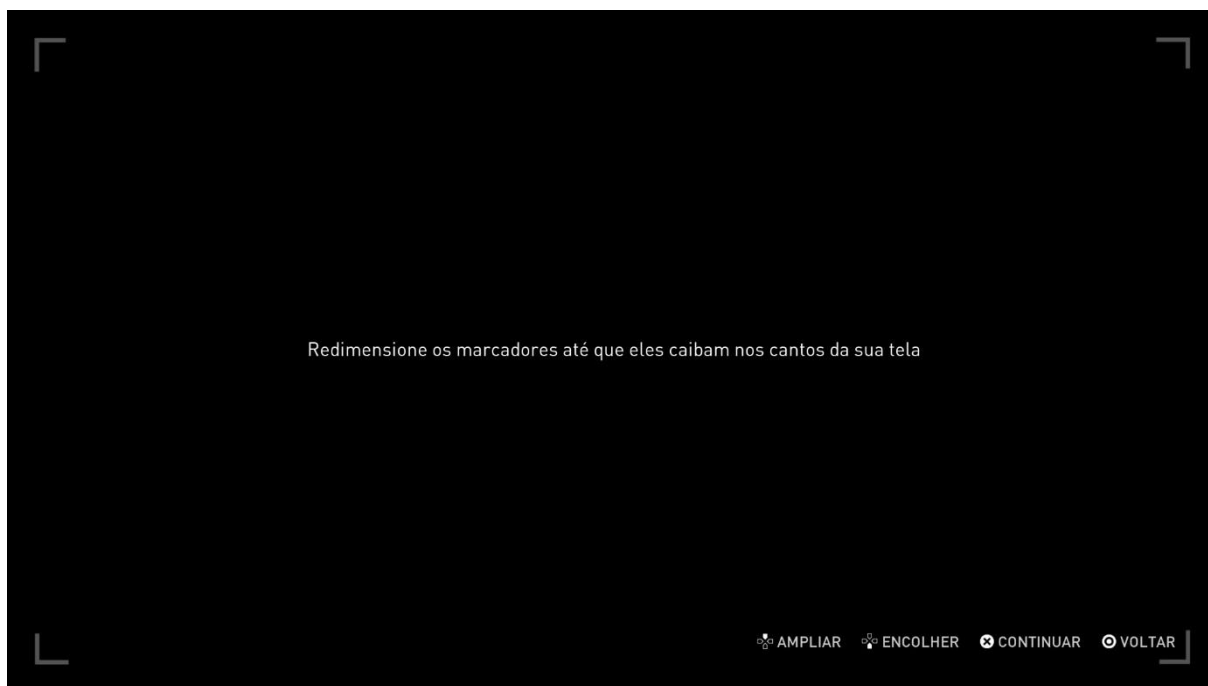 Redimensione os marcadores até que eles caibam nos cantos da sua tela
AMPLIAR ENCOLHER CONTINUAR VOLTAR